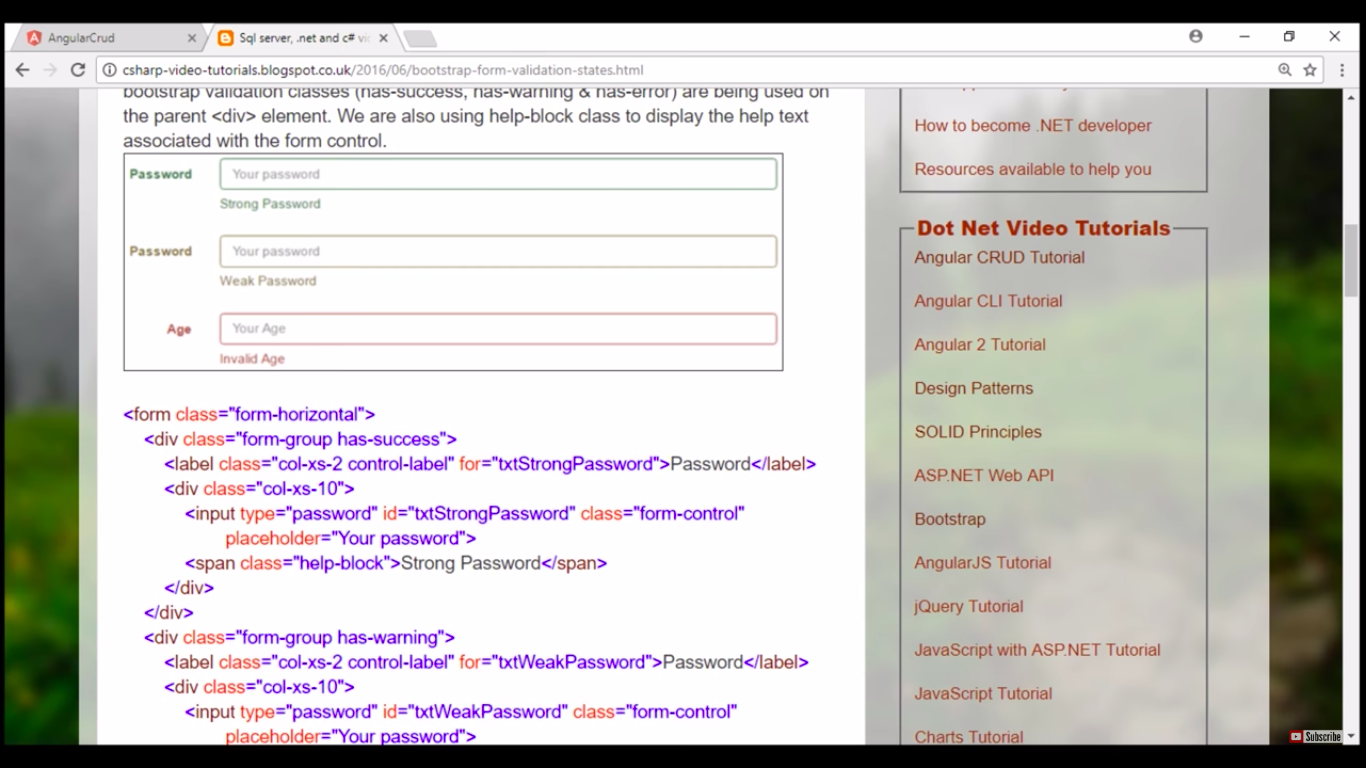 AngularCrud
Sql server, .net and c# vi
csharp-video-tutorials.blogspot.co.uk/2016/06/bootstrap-form-validation-states.html
bootstrap validation classes (has-success, has-warning & has-error) are being used on
the parent <div> element. We are also using help-block class to display the help text
associated with the form control.
Password
Your password
Strong Password
Password
Your password
Weak Password
Age
Your Age
Invalid Age
<form class="form-horizontal">
<div class="form-group has-success">
<label class="col-xs-2 control-label" for="txtStrongPassword">Password</label>
<div class="col-xs-10">
<input type="password" id="txtStrongPassword" class="form-control"
placeholder="Your password">
<span class="help-block">Strong Password</span>
</div>
</div>
<div class="form-group has-warning">
<label class="col-xs-2 control-label" for="txtWeakPassword">Password</label>
<div class="col-xs-10">
<input type="password" id="txtWeakPassword" class="form-control"
placeholder="Your password">
How to become .NET developer
Resources available to help you
Dot Net Video Tutorials
Angular CRUD Tutorial
Angular CLI Tutorial
Angular 2 Tutorial
Design Patterns
SOLID Principles
ASP.NET Web API
Bootstrap
AngularJS Tutorial
jQuery Tutorial
JavaScript with ASP.NET Tutorial
JavaScript Tutorial
Charts Tutorial
Subscribe